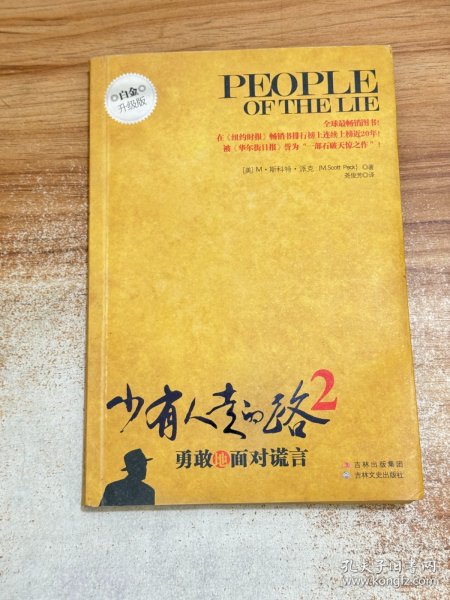 白金
升级版
PEOPLE
OF THE LIE
全球最畅销图书!
在《纽约时报》畅销书排行榜上连续上榜近20年!
被《华尔街日报》誉为“一部石破天惊之作”!
[美] M·斯科特·派克 [M.Scott Peck] ◎著
尧俊芳◎译
少有人走的路2
勇敢地面对谎言
吉林出版集团
吉林文史出版社
孔夫子旧书网
kongfz.com